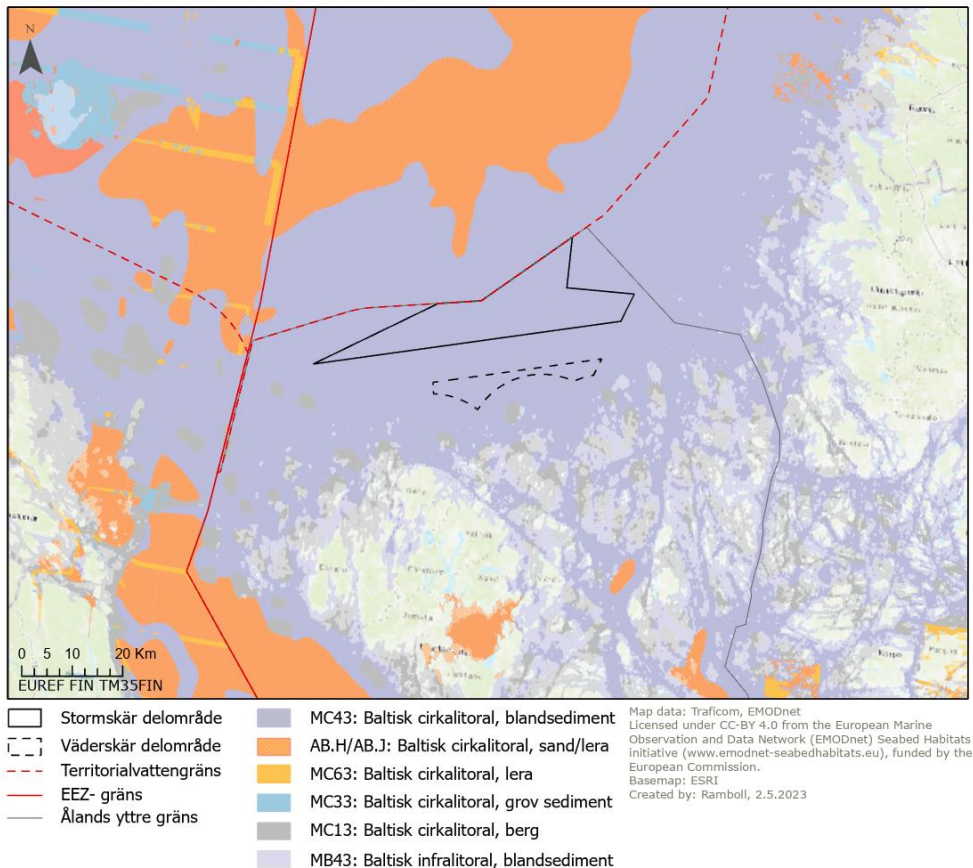 N
0 5 10 20 Km
EUREF FIN TM35FIN
Stormskär delområde
Väderskär delområde
Territorialvattengräns
EEZ- gräns
Ålands yttre gräns
MC43: Baltisk cirkalitoral, blandsediment
AB.H/AB.J: Baltisk cirkalitoral, sand/lera
MC63: Baltisk cirkalitoral, lera
MC33: Baltisk cirkalitoral, grov sediment
MC13: Baltisk cirkalitoral, berg
MB43: Baltisk infralitoral, blandsediment
Map data: Traficom, EMODnet
Licensed under CC-BY 4.0 from the European Marine
Observation and Data Network (EMODnet) Seabed Habitats
initiative (www.emodnet-seabedhabitats.eu), funded by the
European Commission.
Basemap: ESRI
Created by: Ramboll, 2.5.2023